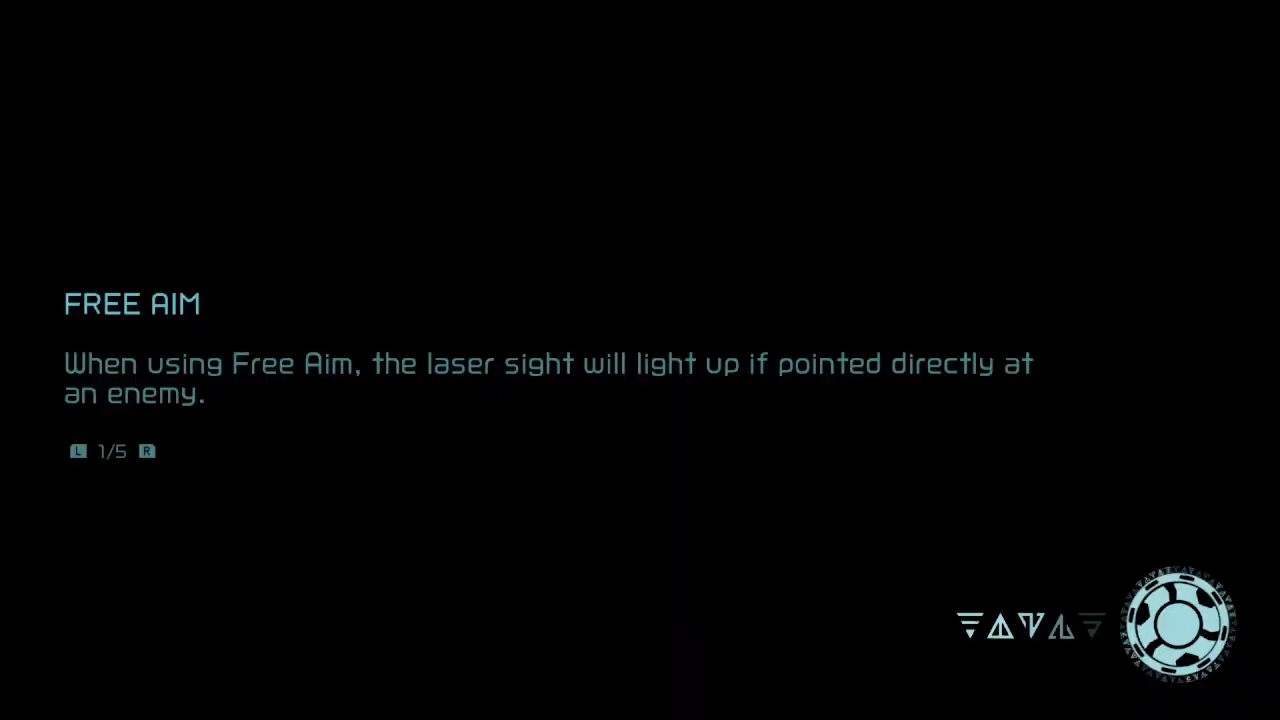 FREE AIM
When using Free Aim, the laser sight will light up if pointed directly at
an enemy.
L 1/5 R